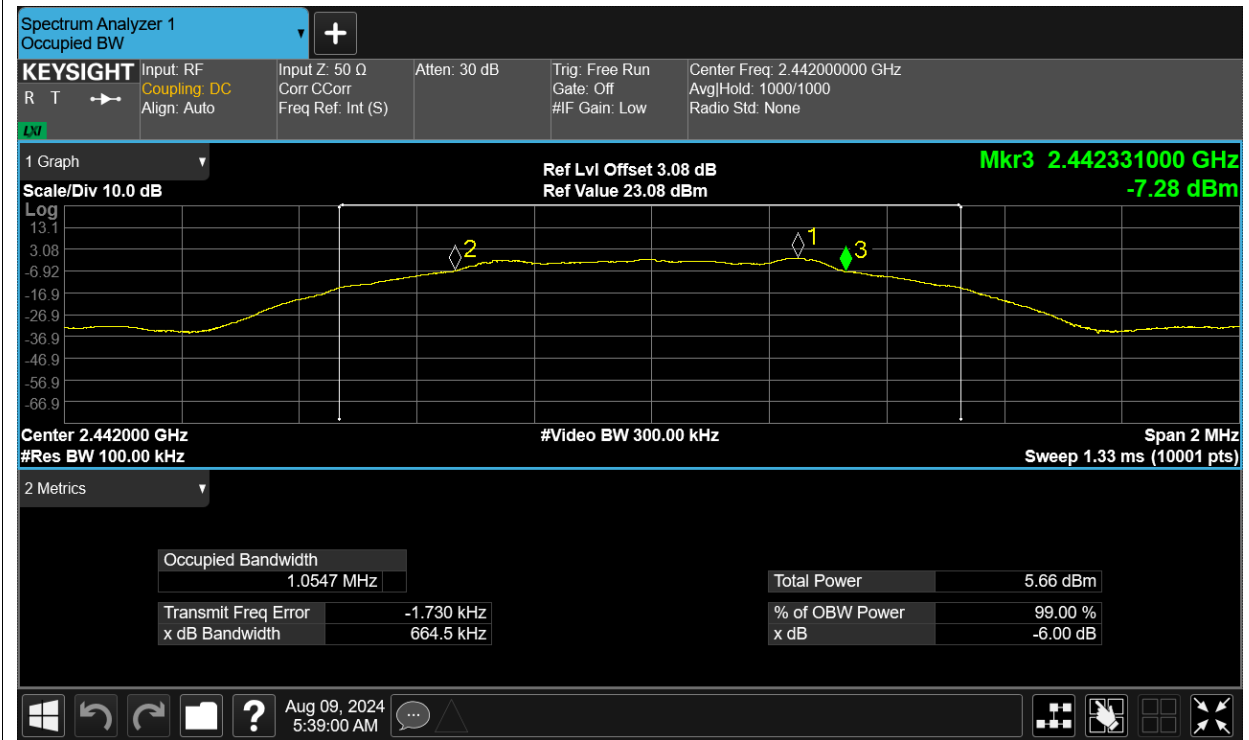 Spectrum Analyzer 1
Occupied BW
KEYSIGHT
R T
LXI
Input: RF
Coupling: DC
Align: Auto
Input Z: 50 Ω
Corr CCorr
Freq Ref: Int (S)
Atten: 30 dB
Trig: Free Run
Gate: Off
#IF Gain: Low
Center Freq: 2.442000000 GHz
Avg|Hold: 1000/1000
Radio Std: None
1 Graph
Scale/Div 10.0 dB
Ref Lvl Offset 3.08 dB
Ref Value 23.08 dBm
Mkr3 2.442331000 GHz
-7.28 dBm
Log
13.1
3.08
-6.92
-16.9
-26.9
-36.9
-46.9
-56.9
-66.9
2
1
3
Center 2.442000 GHz
#Res BW 100.00 kHz
#Video BW 300.00 kHz
Span 2 MHz
Sweep 1.33 ms (10001 pts)
2 Metrics
Occupied Bandwidth
1.0547 MHz
Transmit Freq Error -1.730 kHz
x dB Bandwidth 664.5 kHz
Total Power 5.66 dBm
% of OBW Power 99.00 %
x dB -6.00 dB
?
Aug 09, 2024
5:39:00 AM